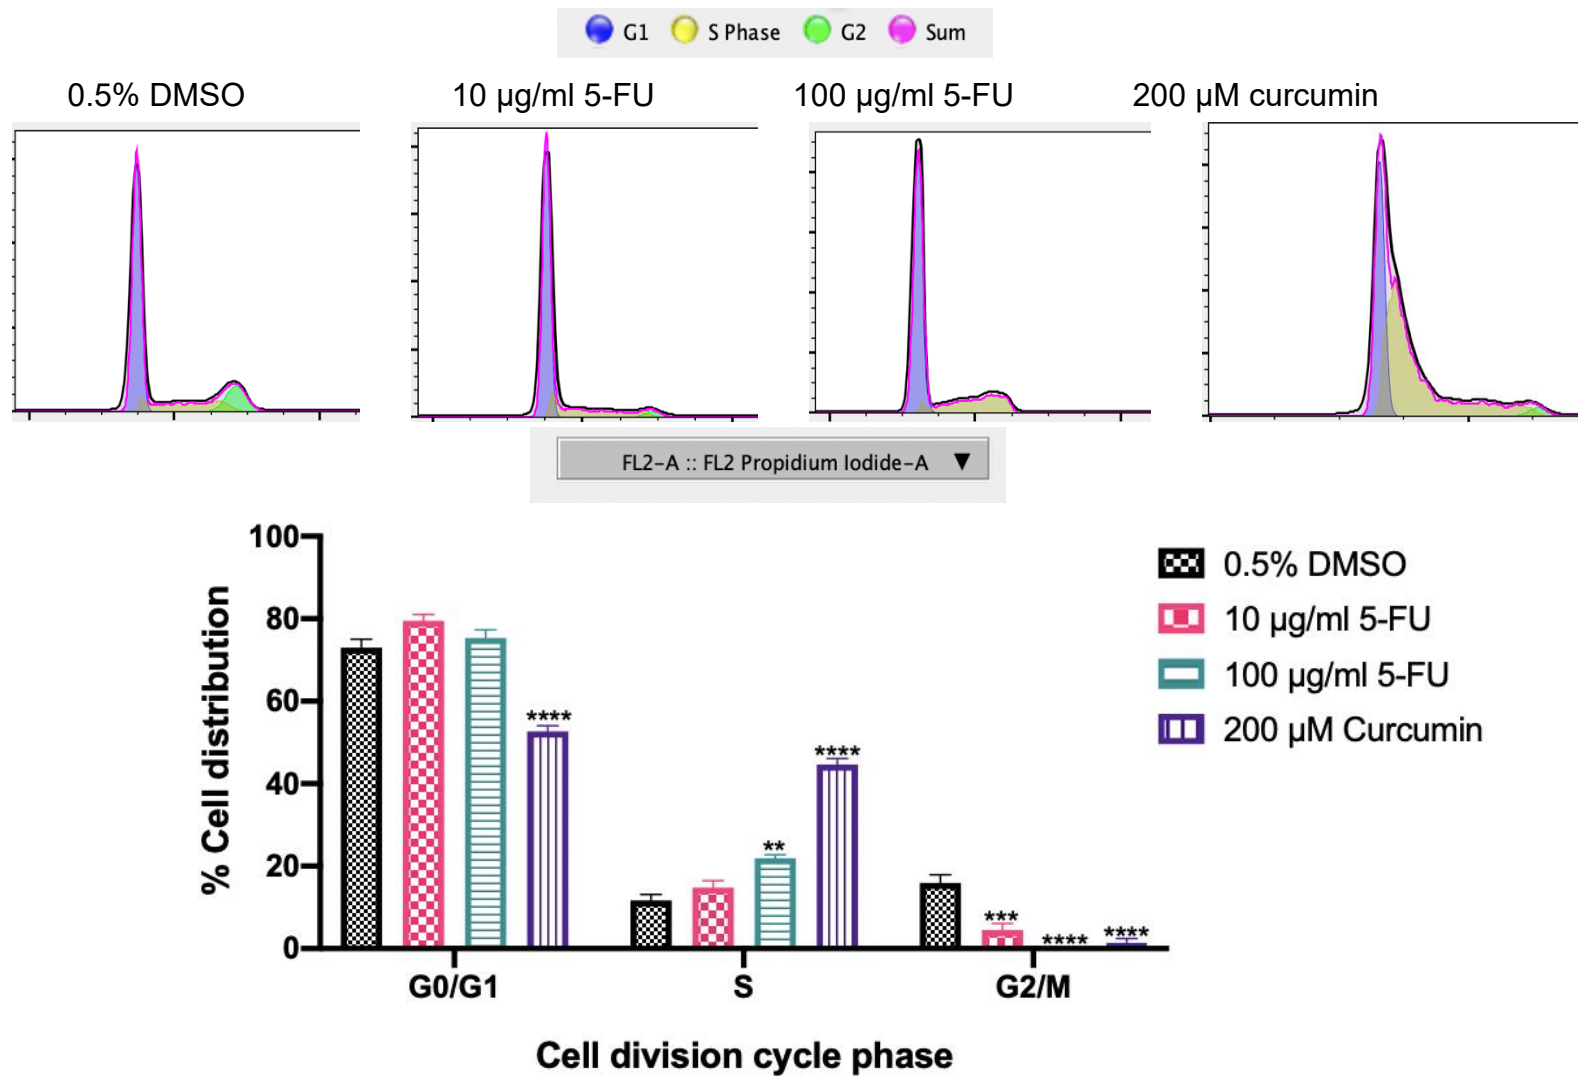 G1 S Phase G2 Sum
0.5% DMSO 10 µg/ml 5-FU 100 µg/ml 5-FU 200 µM curcumin
FL2-A :: FL2 Propidium Iodide-A ▼
% Cell distribution
100
80
60
40
20
0
****
**
****
***
****
****
G0/G1 S G2/M
Cell division cycle phase
0.5% DMSO
10 µg/ml 5-FU
100 µg/ml 5-FU
200 µM Curcumin